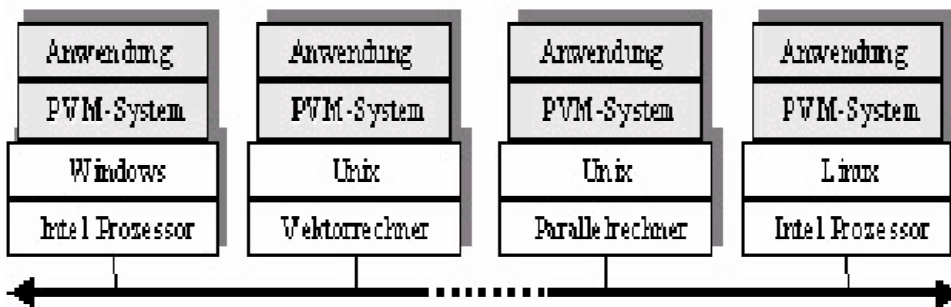 Anwendung
PVM-System
Windows
Intel Prozessor
Anwendung
PVM-System
Unix
Vektorrechner
Anwendung
PVM-System
Unix
Parallelrechner
Anwendung
PVM-System
Linux
Intel Prozessor